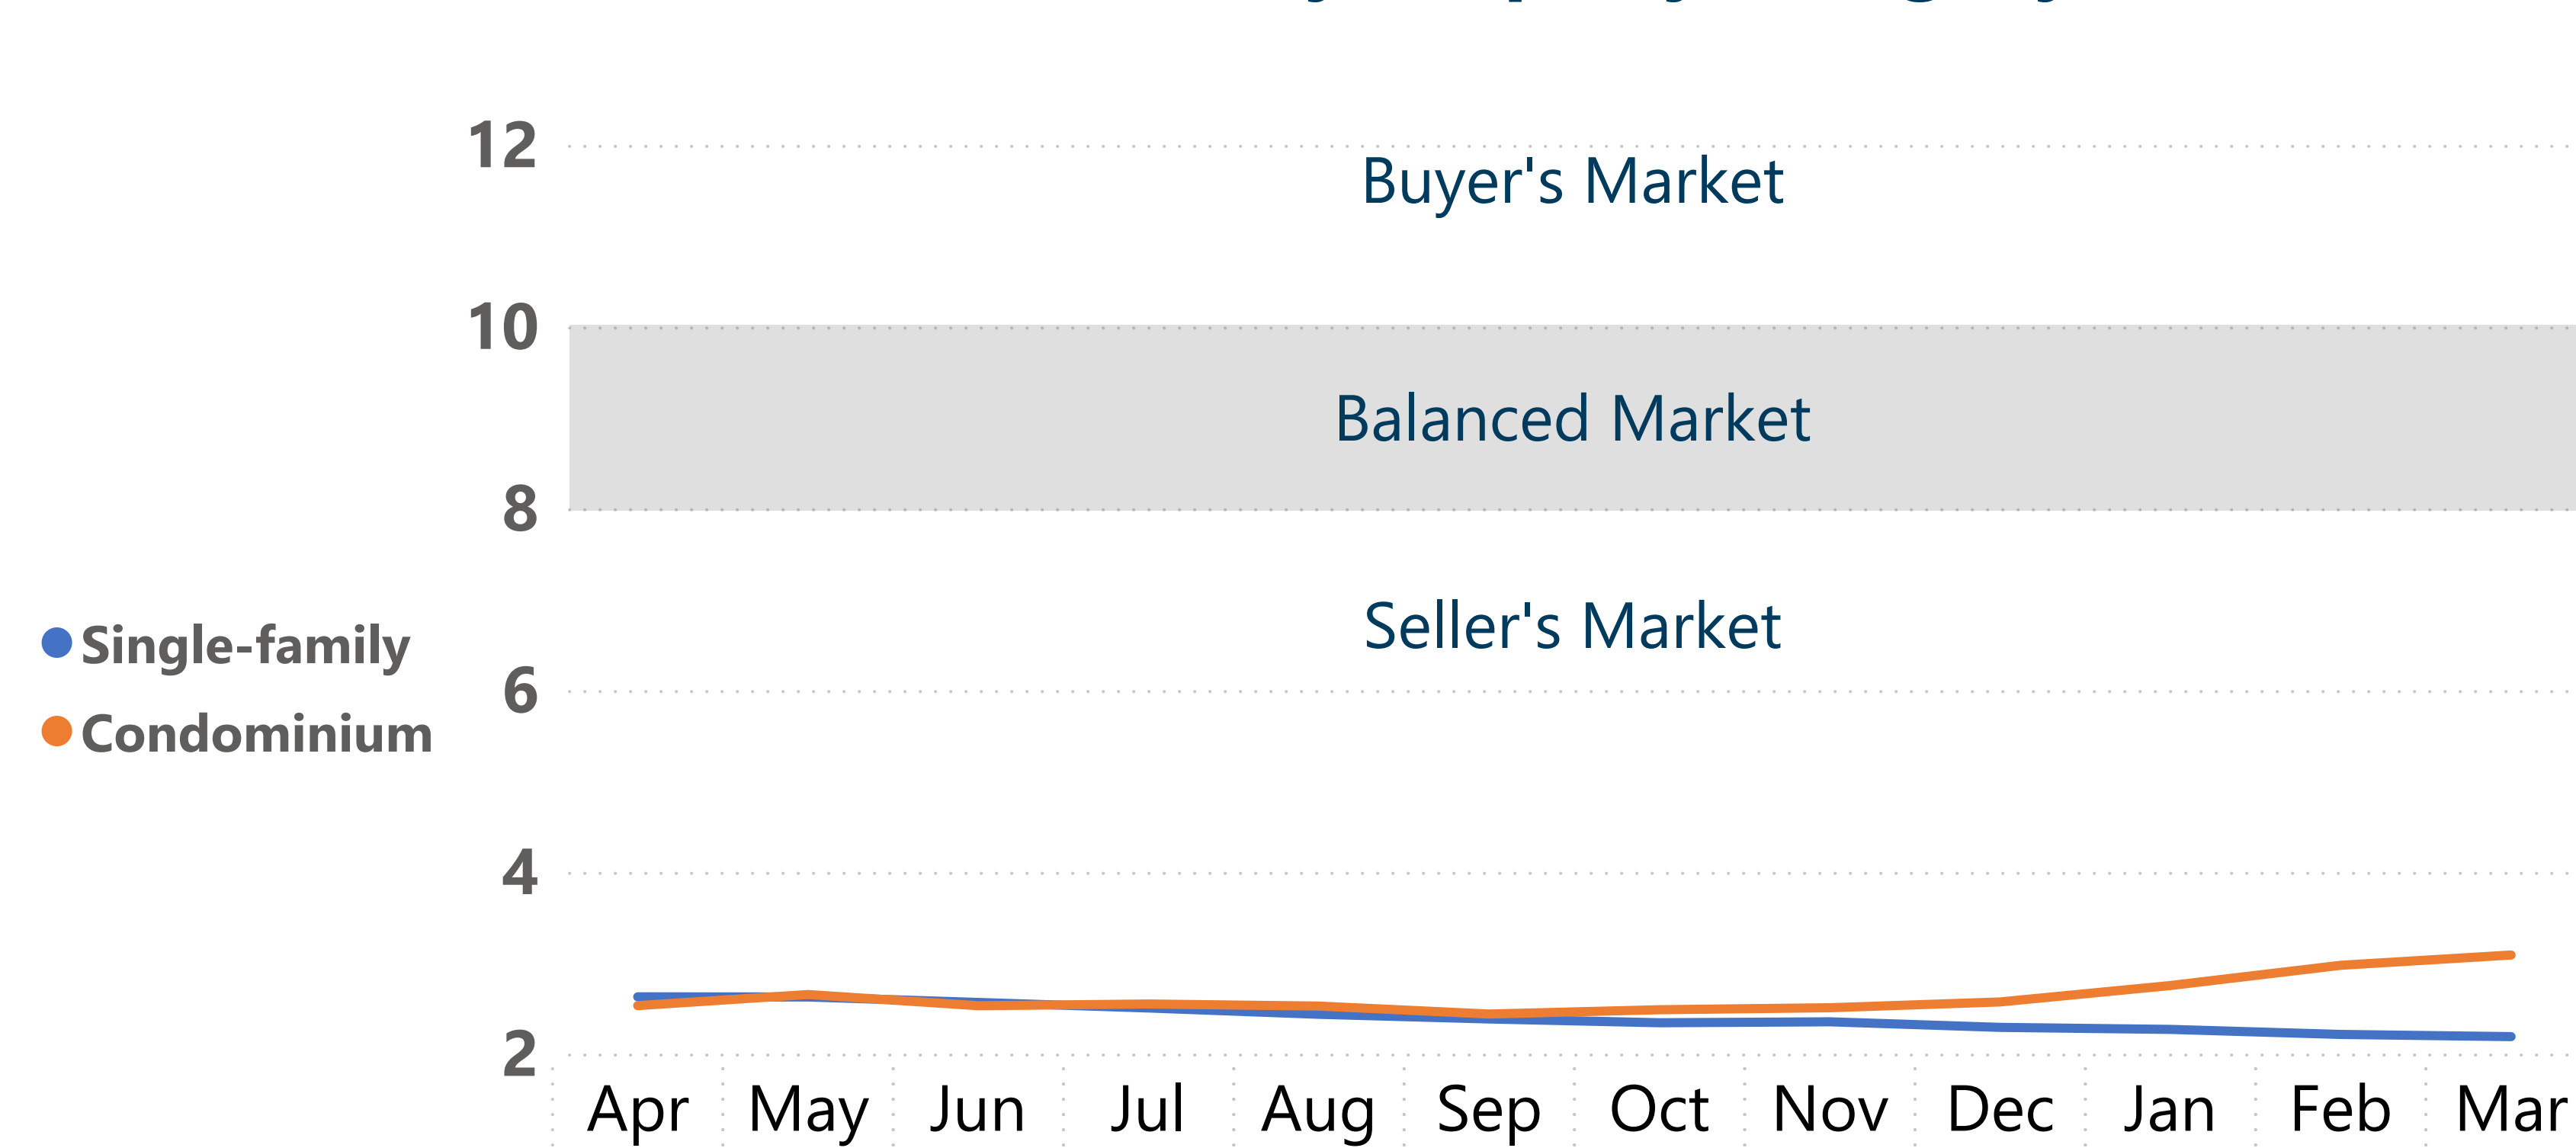 12
Buyer's Market
10
Balanced Market
8
Seller's Market
Single-family
6
Condominium
4
2
Apr May Jun Jul Aug Sep Oct Nov Dec Jan Feb Mar